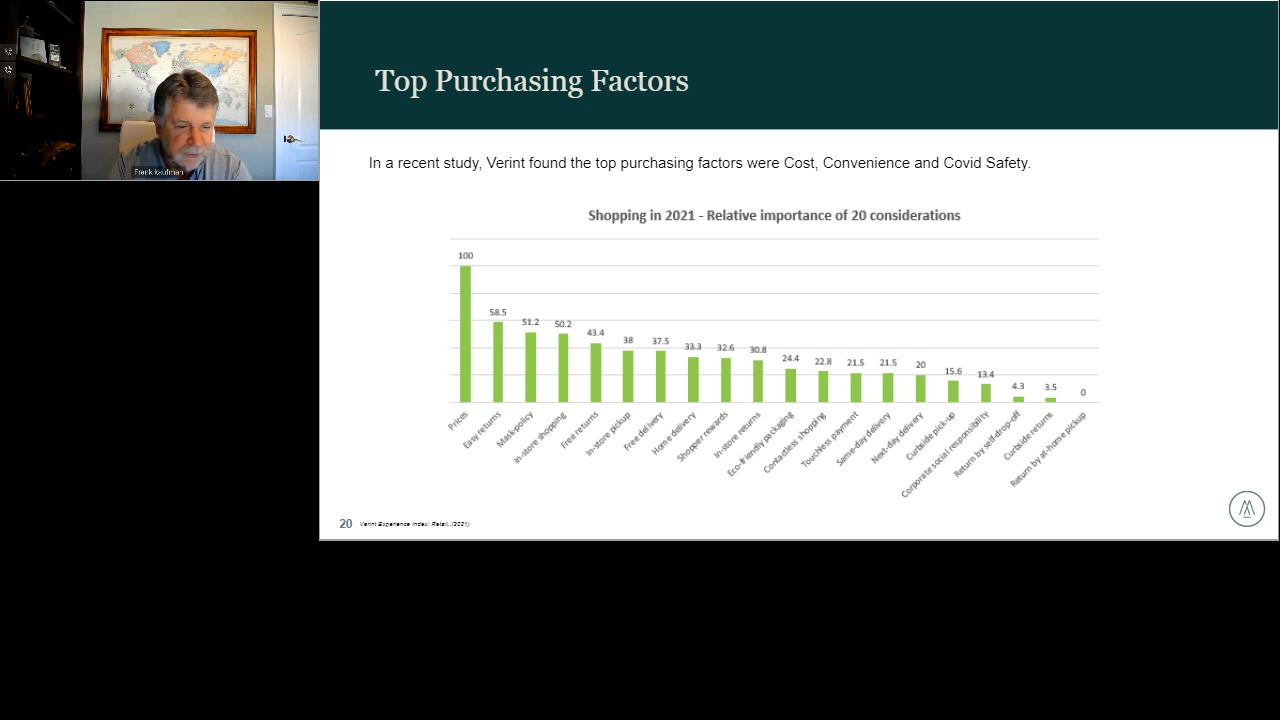 Frank kaufman
Top Purchasing Factors
In a recent study, Verint found the top purchasing factors were Cost, Convenience and Covid Safety.
Shopping in 2021 - Relative importance of 20 considerations
100
58.5
51.2
50.2
43.4
38
37.5
33.3
32.6
30.8
24.4
22.8
21.5
21.5
20
15.6
13.4
4.3
3.5
0
Prices
Easy returns
Mask-policy
In-store shopping
Free returns
In-store pickup
Free delivery
Home delivery
Shopper rewards
In-store returns
Eco-friendly packaging
Contactless shopping
Touchless payment
Same-day delivery
Next-day delivery
Curbside pick-up
Corporate social responsibility
Return by self-drop-off
Curbside returns
Return by at-home pickup
20 Verint Experience Index: Retail, (2021)